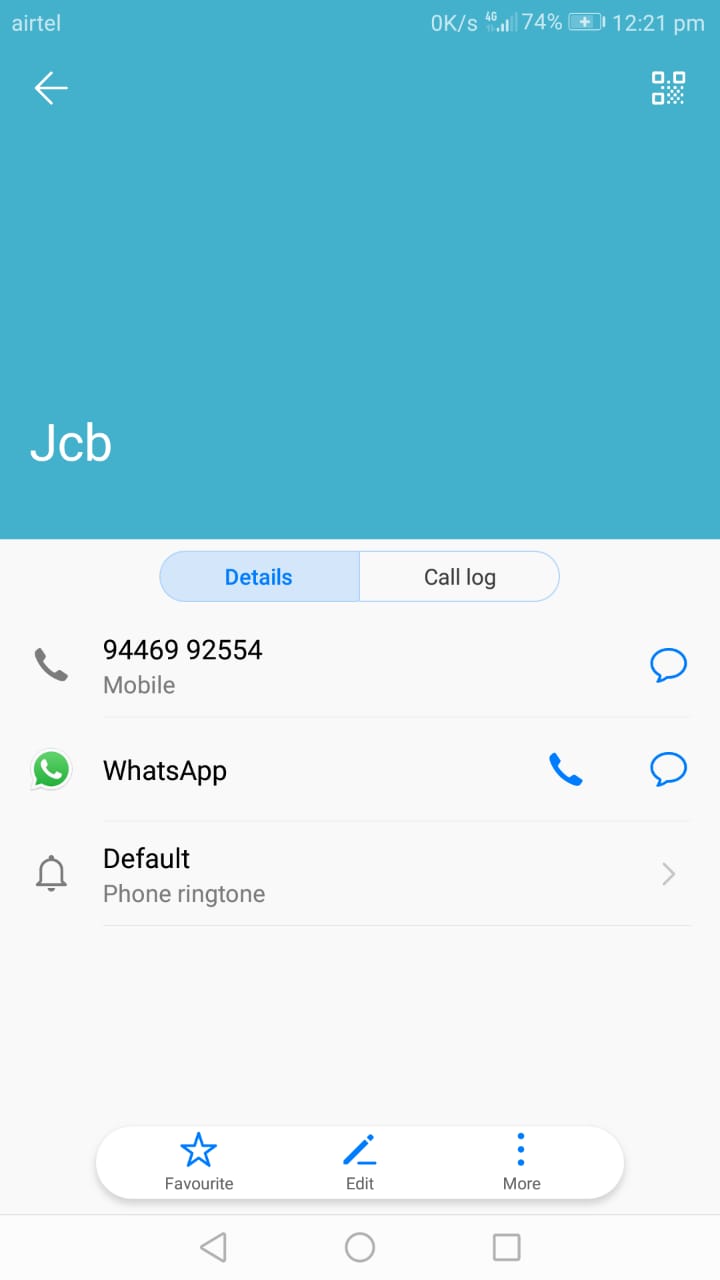 airtel 0K/s 4G 74% 12:21 pm
Jcb
Details Call log
94469 92554
Mobile
WhatsApp
Default
Phone ringtone
Favourite Edit More